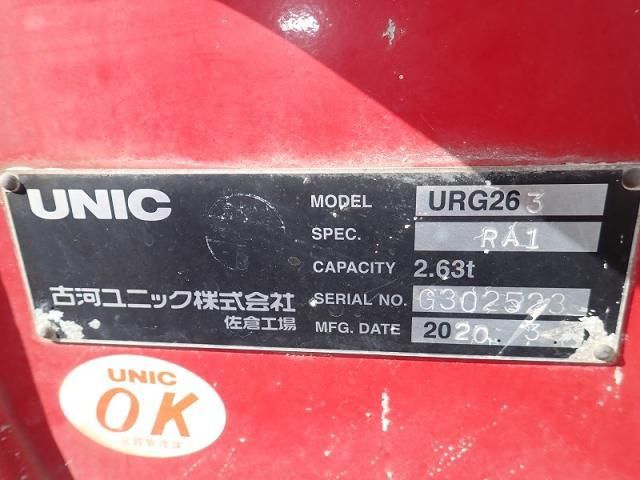 UNIC
MODEL URG263
SPEC. RA1
CAPACITY 2.63t
古河ユニック株式会社
佐倉工場
SERIAL NO. G302523
MFG. DATE 2020 3
UNIC
OK